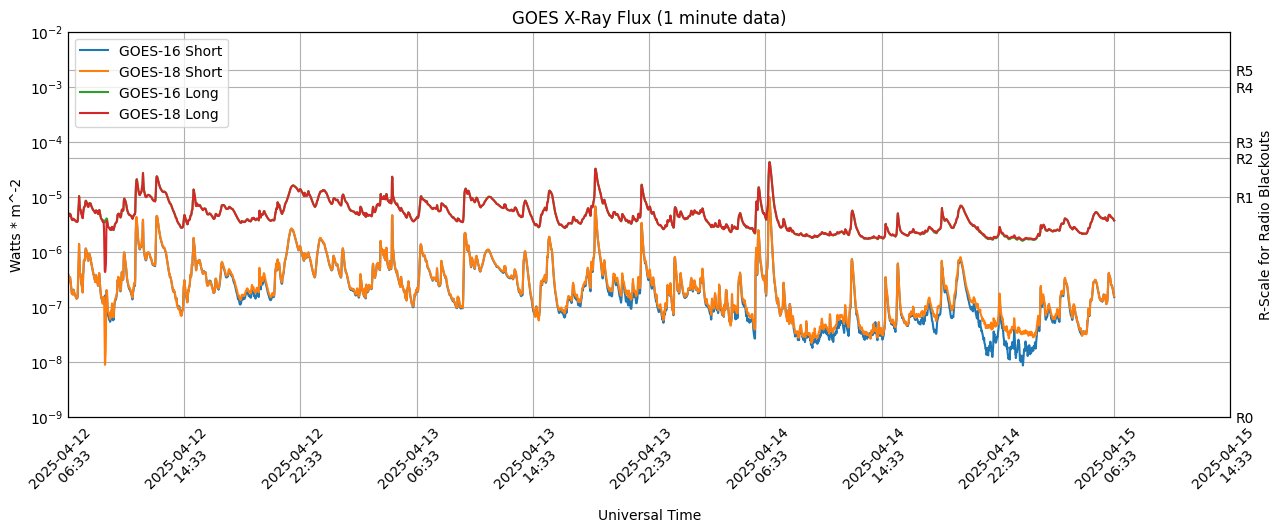 GOES X-Ray Flux (1 minute data)
GOES-16 Short
GOES-18 Short
GOES-16 Long
GOES-18 Long
Watts * m^-2
10^-2
10^-3
10^-4
10^-5
10^-6
10^-7
10^-8
10^-9
R5
R4
R3
R2
R1
R0
R-Scale for Radio Blackouts
2025-04-12
06:33
2025-04-12
14:33
2025-04-12
22:33
2025-04-13
06:33
2025-04-13
14:33
2025-04-13
22:33
2025-04-14
06:33
2025-04-14
14:33
2025-04-14
22:33
2025-04-15
06:33
2025-04-15
14:33
Universal Time